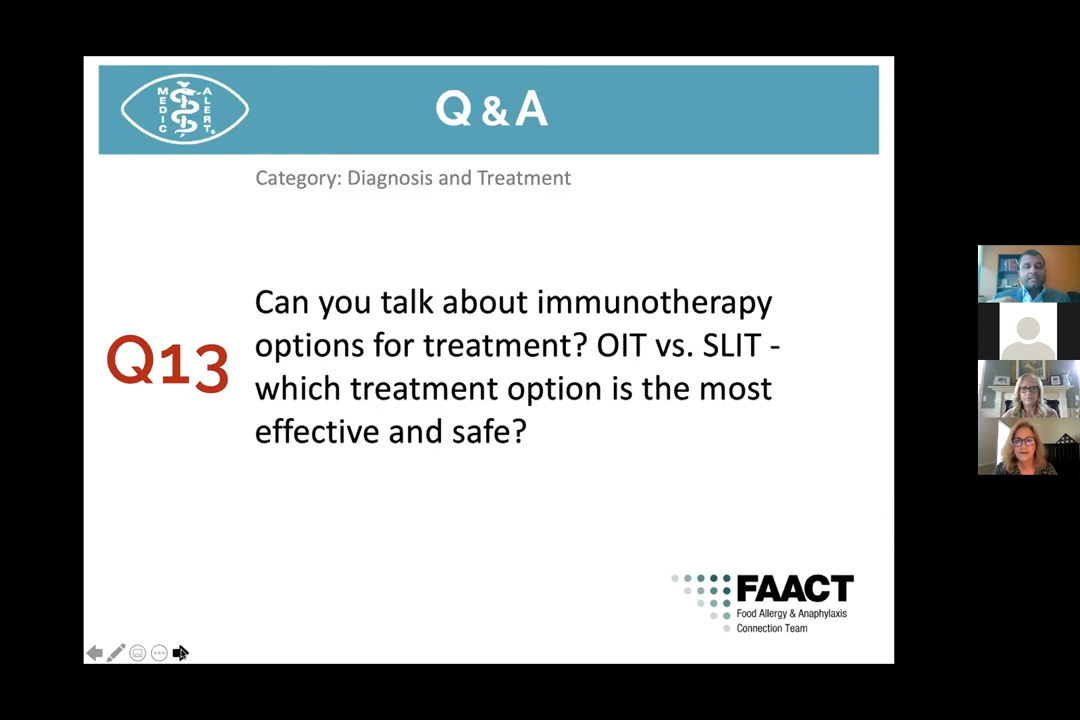 MEDIC ALERT®
Q & A
Category: Diagnosis and Treatment
Q13
Can you talk about immunotherapy
options for treatment? OIT vs. SLIT -
which treatment option is the most
effective and safe?
FAACT
Food Allergy & Anaphylaxis
Connection Team